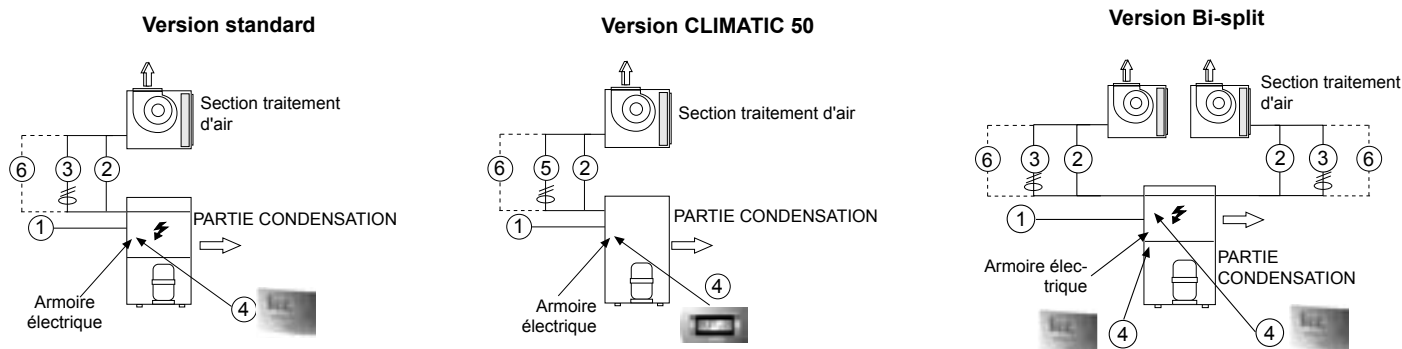 Version standard
Section traitement
d'air
6
3
2
1
PARTIE CONDENSATION
Armoire
électrique
4
Version CLIMATIC 50
Section traitement d'air
6
5
2
1
PARTIE CONDENSATION
4
Armoire
électrique
Version Bi-split
Section traitement
d'air
6
3
2
2
3
6
1
Armoire élec-
trique
PARTIE
CONDENSATION
4
4